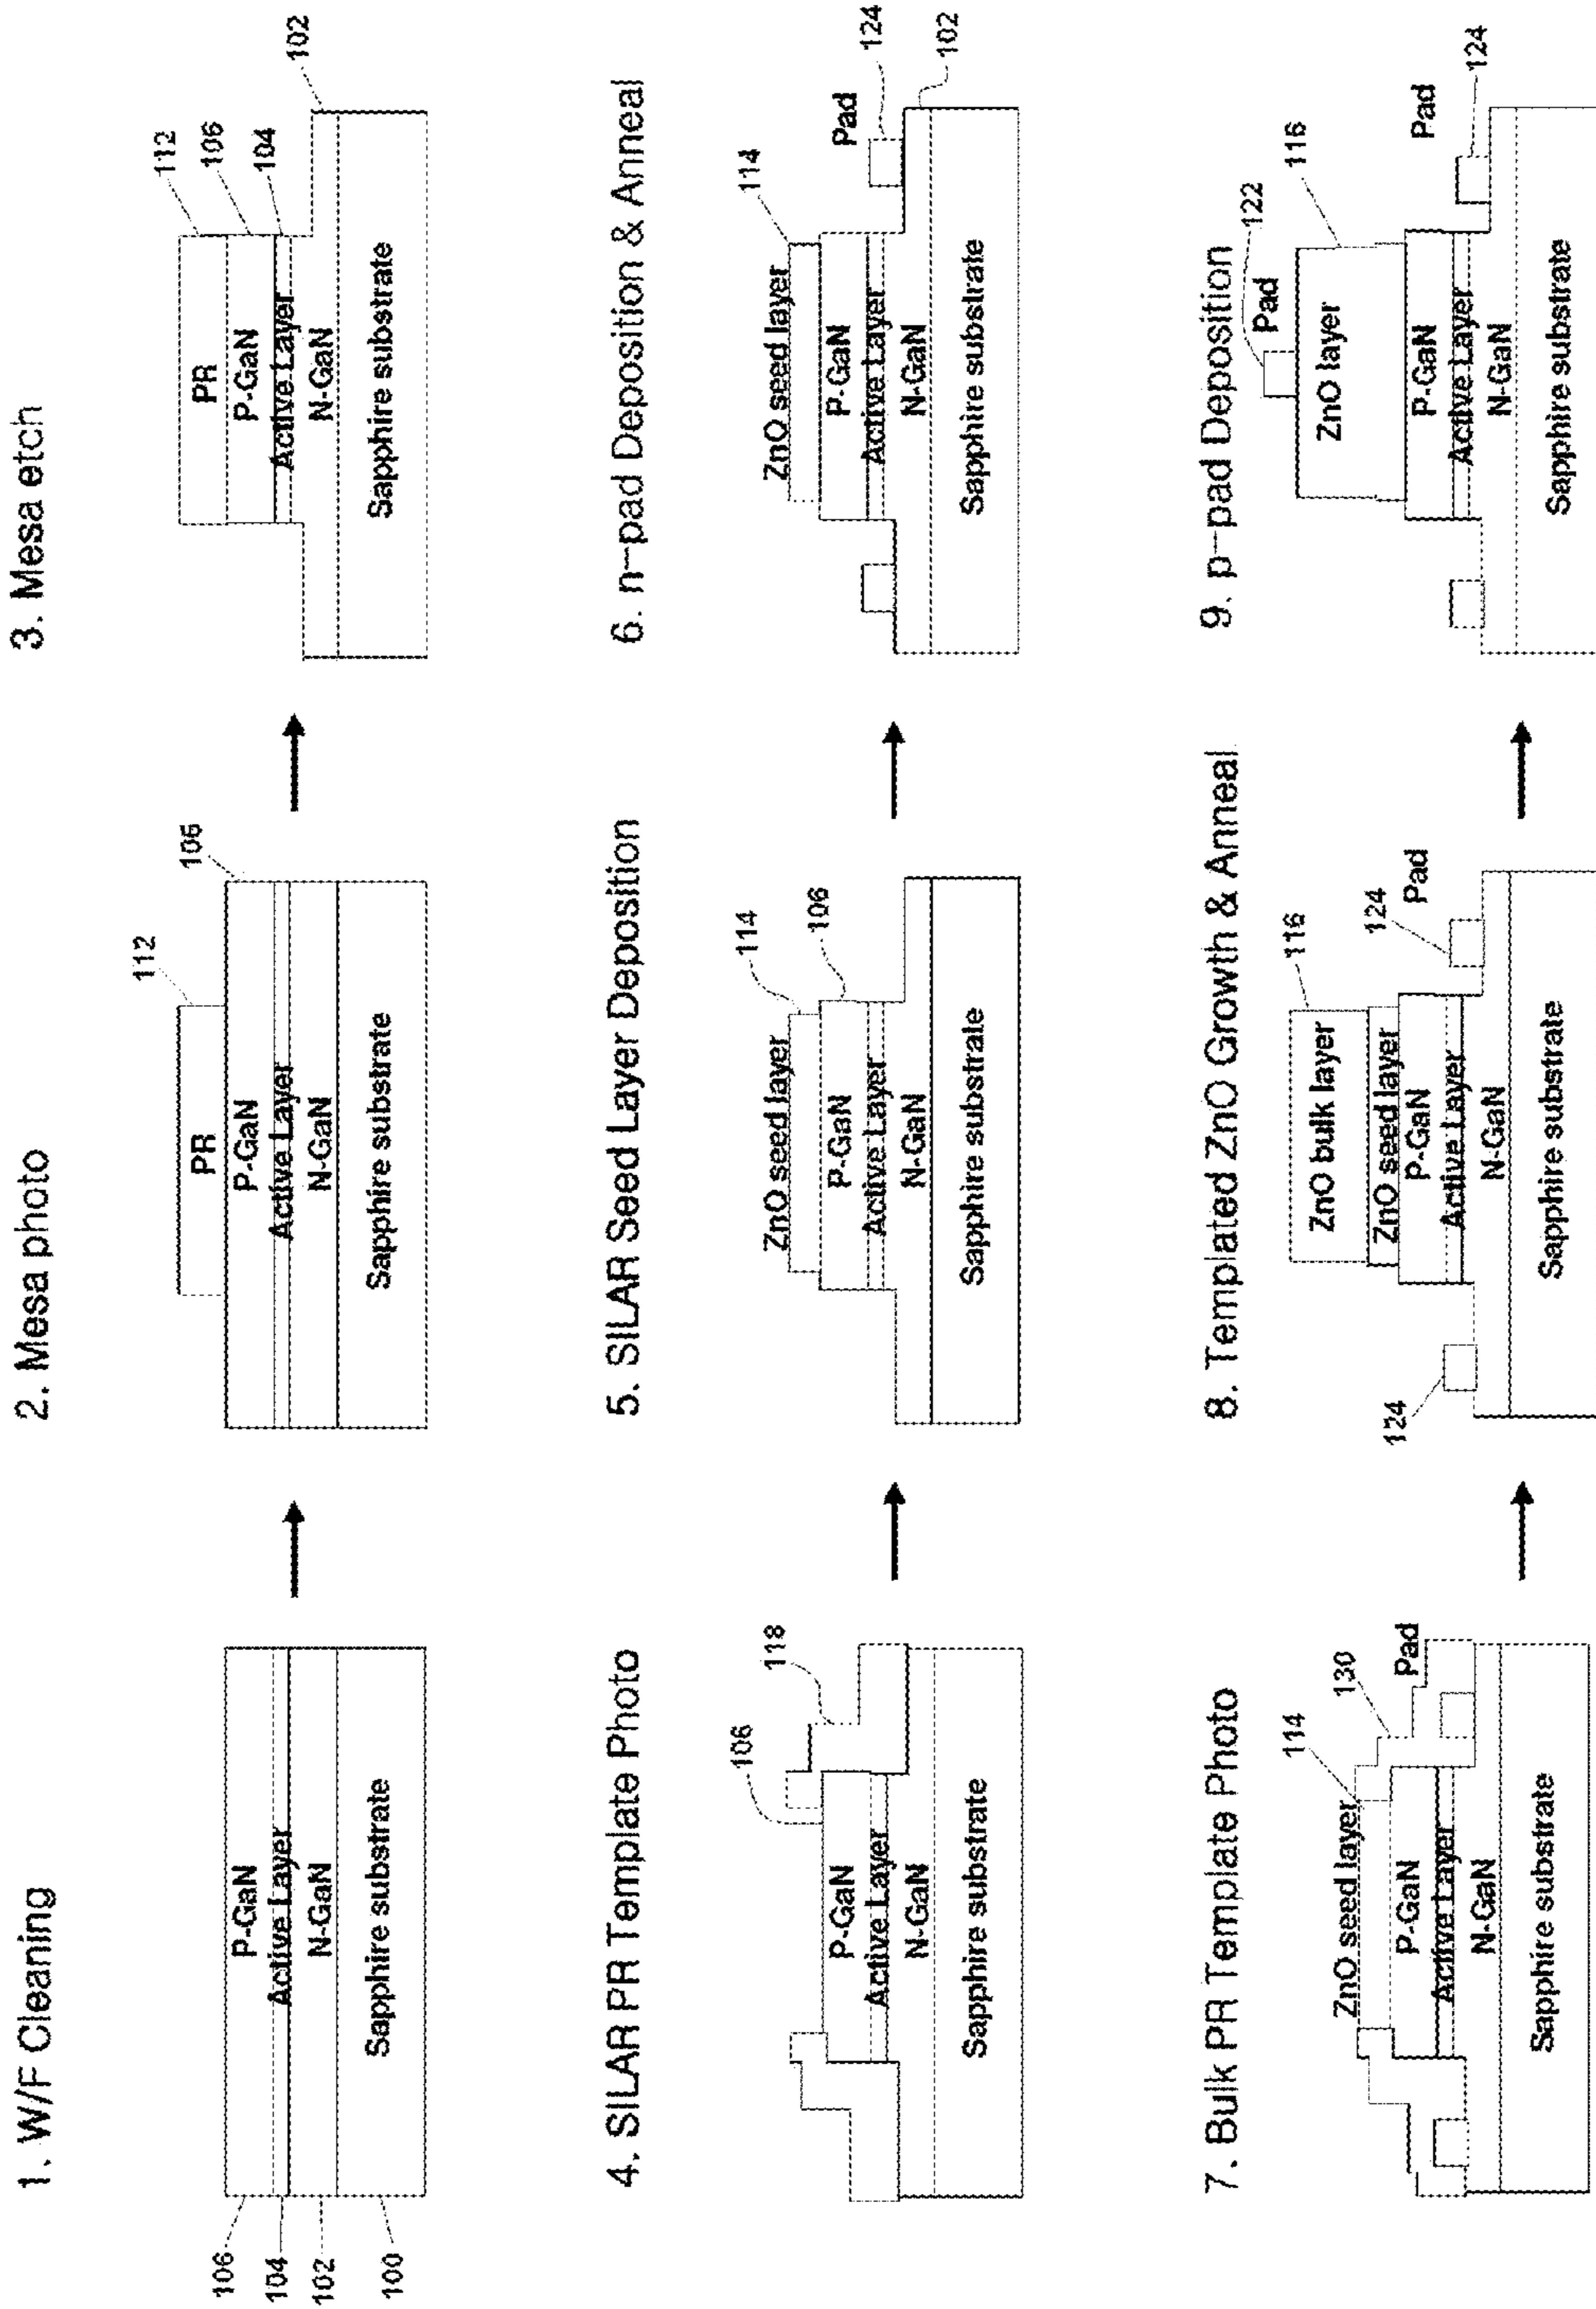 1. W/F Cleaning
P-GaN
Active Layer
N-GaN
Sapphire substrate
106
104
102
100
2. Mesa photo
112
106
PR
P-GaN
Active Layer
N-GaN
Sapphire substrate
3. Mesa etch
112
106
104
102
PR
P-GaN
Active Layer
N-GaN
Sapphire substrate
4. SILAR PR Template Photo
106
118
P-GaN
Active Layer
N-GaN
Sapphire substrate
5. SILAR Seed Layer Deposition
114
106
ZnO seed layer
P-GaN
Active Layer
N-GaN
Sapphire substrate
6. n-pad Deposition & Anneal
114
Pad
124
102
ZnO seed layer
P-GaN
Active Layer
N-GaN
Sapphire substrate
7. Bulk PR Template Photo
114
130
Pad
ZnO seed layer
P-GaN
Active Layer
N-GaN
Sapphire substrate
8. Templated ZnO Growth & Anneal
116
124
Pad
124
ZnO bulk layer
ZnO seed layer
P-GaN
Active Layer
N-GaN
Sapphire substrate
9. p-pad Deposition
122
Pad
116
Pad
124
ZnO layer
P-GaN
Active Layer
N-GaN
Sapphire substrate